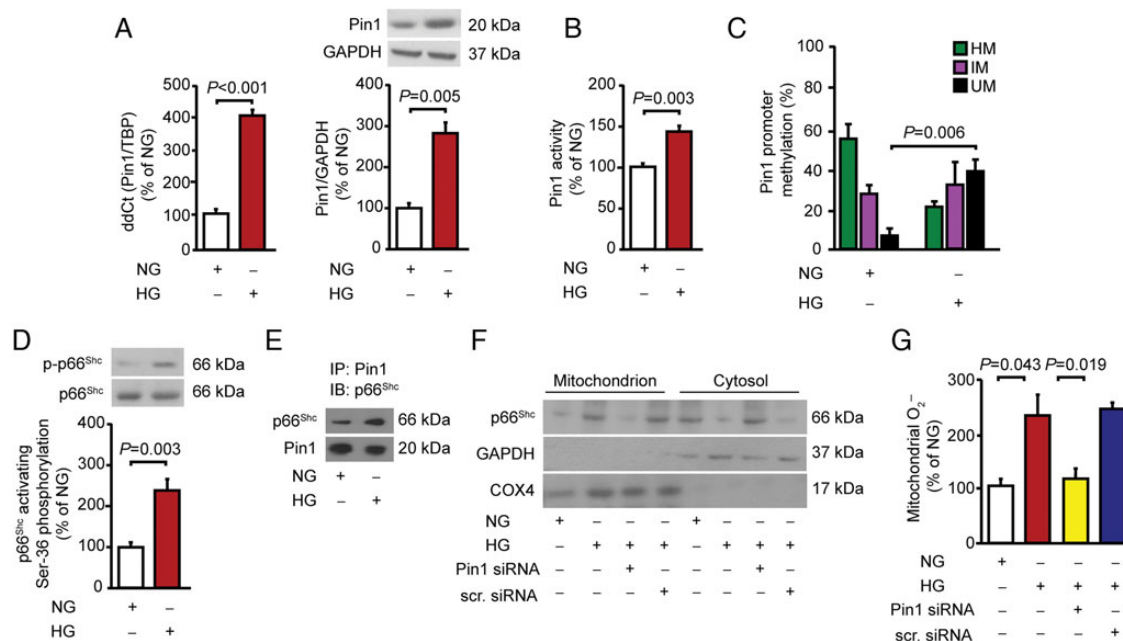 A
Pin1 20 kDa
GAPDH 37 kDa
ddCt (Pin1/TBP)
(% of NG)
500
400
300
200
100
0
P<0.001
NG + –
HG – +
Pin1/GAPDH
(% of NG)
400
300
200
100
0
P=0.005
NG + –
HG – +
B
Pin1 activity
(% of NG)
200
150
100
50
0
P=0.003
NG + –
HG – +
C
Pin1 promoter
methylation (%)
100
80
60
40
20
0
HM
IM
UM
P=0.006
NG + –
HG – +
D
p-p66Shc 66 kDa
p66Shc 66 kDa
p66Shc activating
Ser-36 phosphorylation
(% of NG)
400
300
200
100
0
P=0.003
NG + –
HG – +
E
IP: Pin1
IB: p66Shc
p66Shc 66 kDa
Pin1 20 kDa
NG + –
HG – +
F
Mitochondrion Cytosol
p66Shc 66 kDa
GAPDH 37 kDa
COX4 17 kDa
NG + – – – + – – –
HG – + + + – + + +
Pin1 siRNA – – + – – – + –
scr. siRNA – – – + – – – +
G
Mitochondrial O2–
(% of NG)
300
200
100
0
P=0.043 P=0.019
NG + – – –
HG – + + +
Pin1 siRNA – – + –
scr. siRNA – – – +